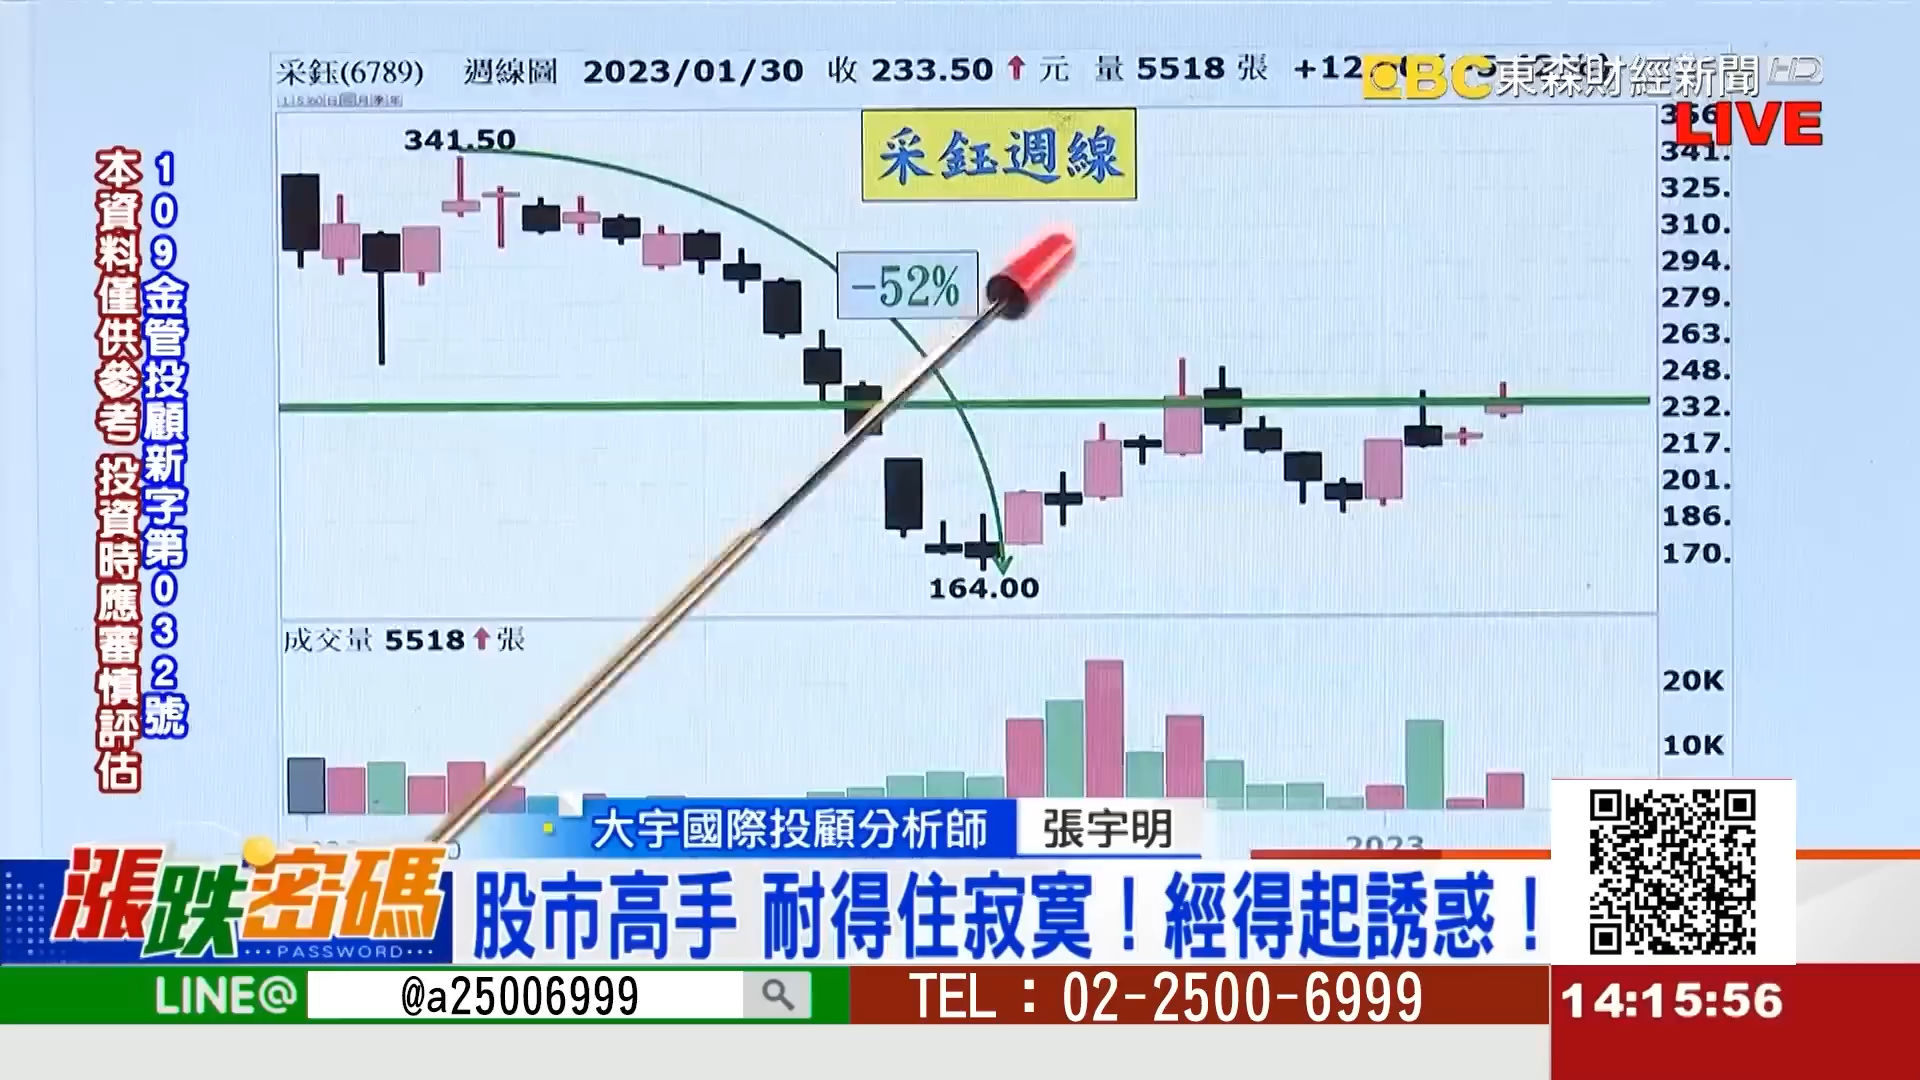 采鈺(6789) 週線圖 2023/01/30 收 233.50 ↑ 元 量 5518 張
東森財經新聞 HD
EBC
LIVE
采鈺週線
341.50
-52%
164.00
341.
325.
310.
294.
279.
263.
248.
232.
217.
201.
186.
170.
成交量 5518 ↑ 張
20K
10K
2023
109金管投顧新字第032號
本資料僅供參考 投資時應審慎評估
大宇國際投顧分析師 張宇明
漲跌密碼
PASSWORD
股市高手 耐得住寂寞！經得起誘惑！
LINE@ @a25006999
TEL：02-2500-6999
14:15:56